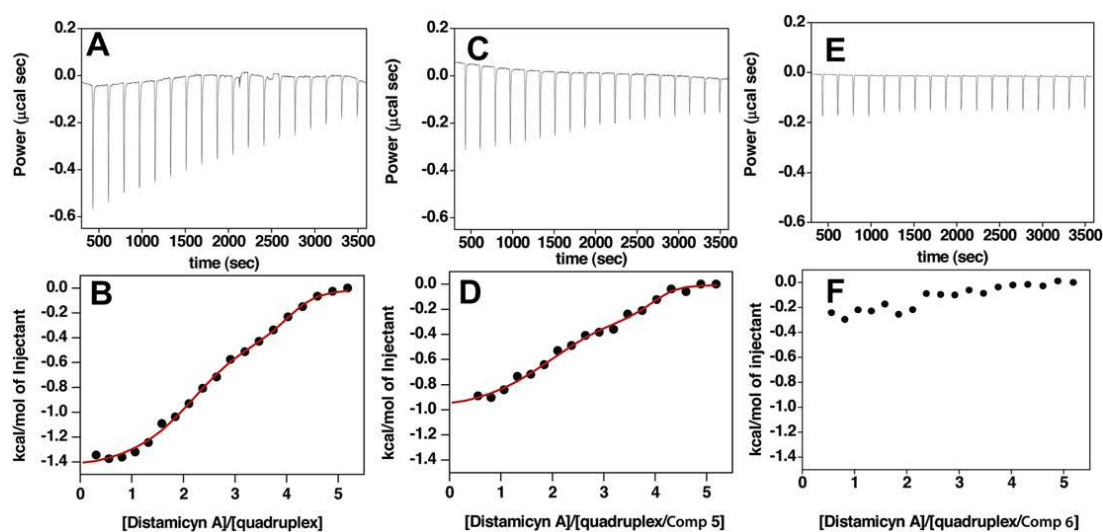 A
0.2
0.0
-0.2
-0.4
-0.6
Power (µcal sec)
500 1000 1500 2000 2500 3000 3500
time (sec)
C
0.2
0.0
-0.2
-0.4
-0.6
Power (µcal sec)
500 1000 1500 2000 2500 3000 3500
time (sec)
E
0.2
0.0
-0.2
-0.4
-0.6
Power (µcal sec)
500 1000 1500 2000 2500 3000 3500
time (sec)
B
0.0
-0.2
-0.4
-0.6
-0.8
-1.0
-1.2
-1.4
kcal/mol of Injectant
0 1 2 3 4 5
[Distamicyn A]/[quadruplex]
D
0.0
-0.2
-0.4
-0.6
-0.8
-1.0
-1.2
-1.4
kcal/mol of Injectant
0 1 2 3 4 5
[Distamicyn A]/[quadruplex/Comp 5]
F
0.0
-0.2
-0.4
-0.6
-0.8
-1.0
-1.2
-1.4
kcal/mol of injectant
0 1 2 3 4 5
[Distamicyn A]/[quadruplex/Comp 6]